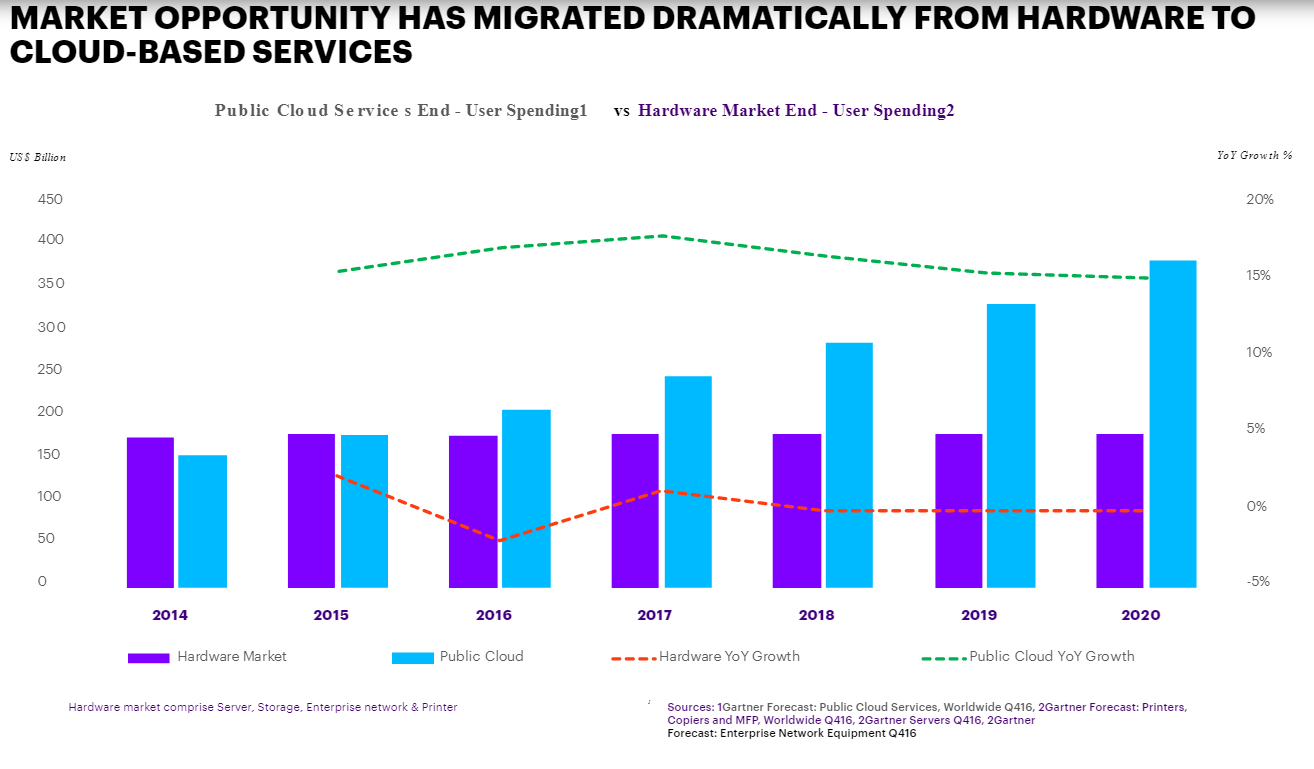 MARKET OPPORTUNITY HAS MIGRATED DRAMATICALLY FROM HARDWARE TO
CLOUD-BASED SERVICES
Public Cloud Service s End - User Spending1 vs Hardware Market End - User Spending2
US$ Billion
YoY Growth %
450
400
350
300
250
200
150
100
50
0
20%
15%
10%
5%
0%
-5%
2014 2015 2016 2017 2018 2019 2020
Hardware Market Public Cloud Hardware YoY Growth Public Cloud YoY Growth
Hardware market comprise Server, Storage, Enterprise network & Printer
Sources: 1Gartner Forecast: Public Cloud Services, Worldwide Q416, 2Gartner Forecast: Printers,
Copiers and MFP, Worldwide Q416, 2Gartner Servers Q416, 2Gartner
Forecast: Enterprise Network Equipment Q416